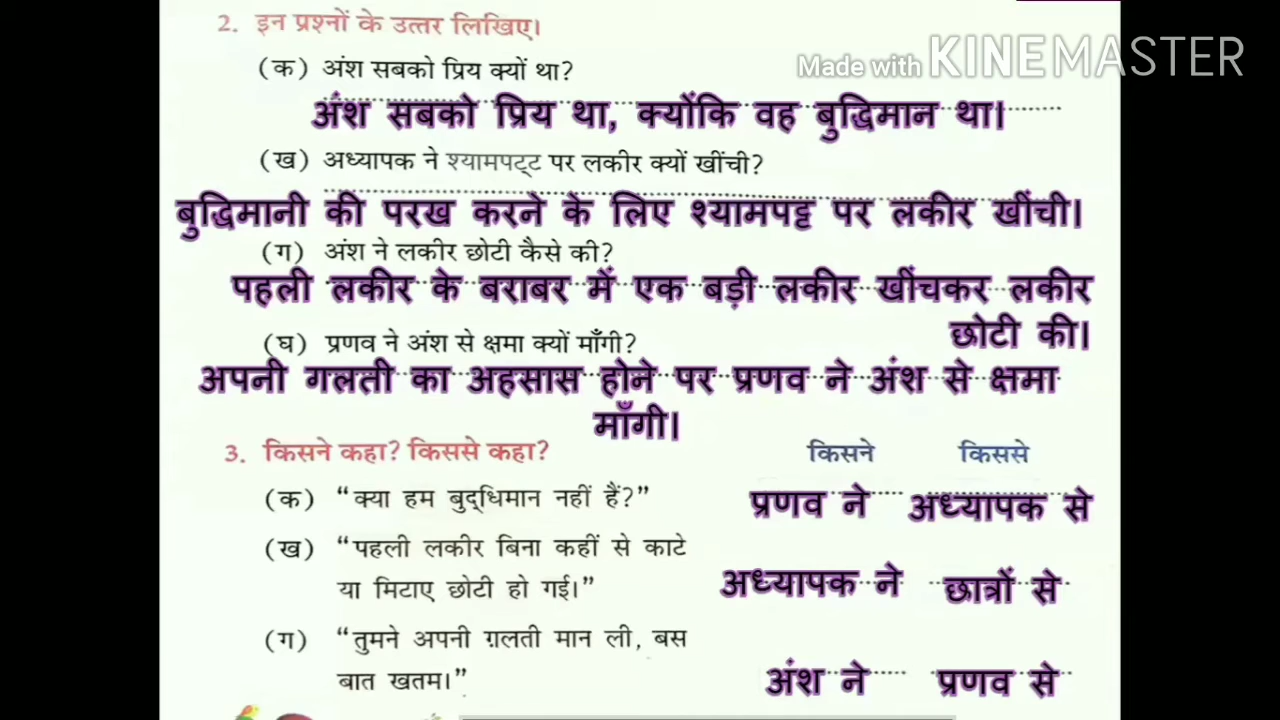 2. इन प्रश्नों के उत्तर लिखिए।
Made with KINEMASTER
(क) अंश सबको प्रिय क्यों था?
अंश सबको प्रिय था, क्योंकि वह बुद्धिमान था।
(ख) अध्यापक ने श्यामपट्ट पर लकीर क्यों खींची?
बुद्धिमानी की परख करने के लिए श्यामपट्ट पर लकीर खींची।
(ग) अंश ने लकीर छोटी कैसे की?
पहली लकीर के बराबर में एक बड़ी लकीर खींचकर लकीर
छोटी की।
(घ) प्रणव ने अंश से क्षमा क्यों माँगी?
अपनी गलती का अहसास होने पर प्रणव ने अंश से क्षमा
माँगी।
3. किसने कहा? किससे कहा? किसने किससे
(क) “क्या हम बुद्‌धिमान नहीं हैं?” प्रणव ने अध्यापक से
(ख) “पहली लकीर बिना कहीं से काटे
या मिटाए छोटी हो गई।” अध्यापक ने छात्रों से
(ग) “तुमने अपनी ग़लती मान ली, बस
बात खतम।” अंश ने प्रणव से